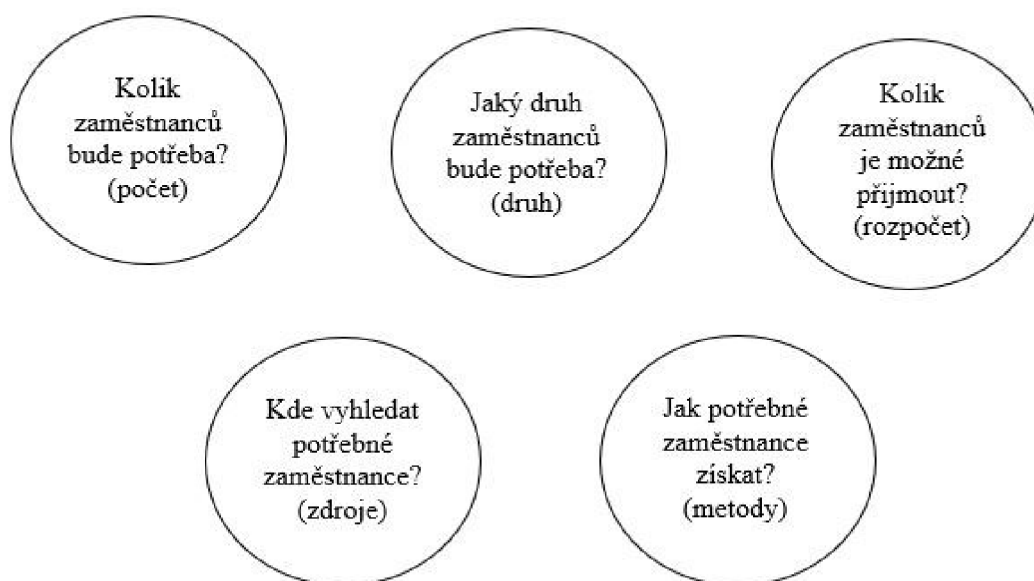 Kolik
zaměstnanců
bude potřeba?
(počet)
Jaký druh
zaměstnanců
bude potřeba?
(druh)
Kolik
zaměstnanců
je možné
přijmout?
(rozpočet)
Kde vyhledat
potřebné
zaměstnance?
(zdroje)
Jak potřebné
zaměstnance
získat?
(metody)